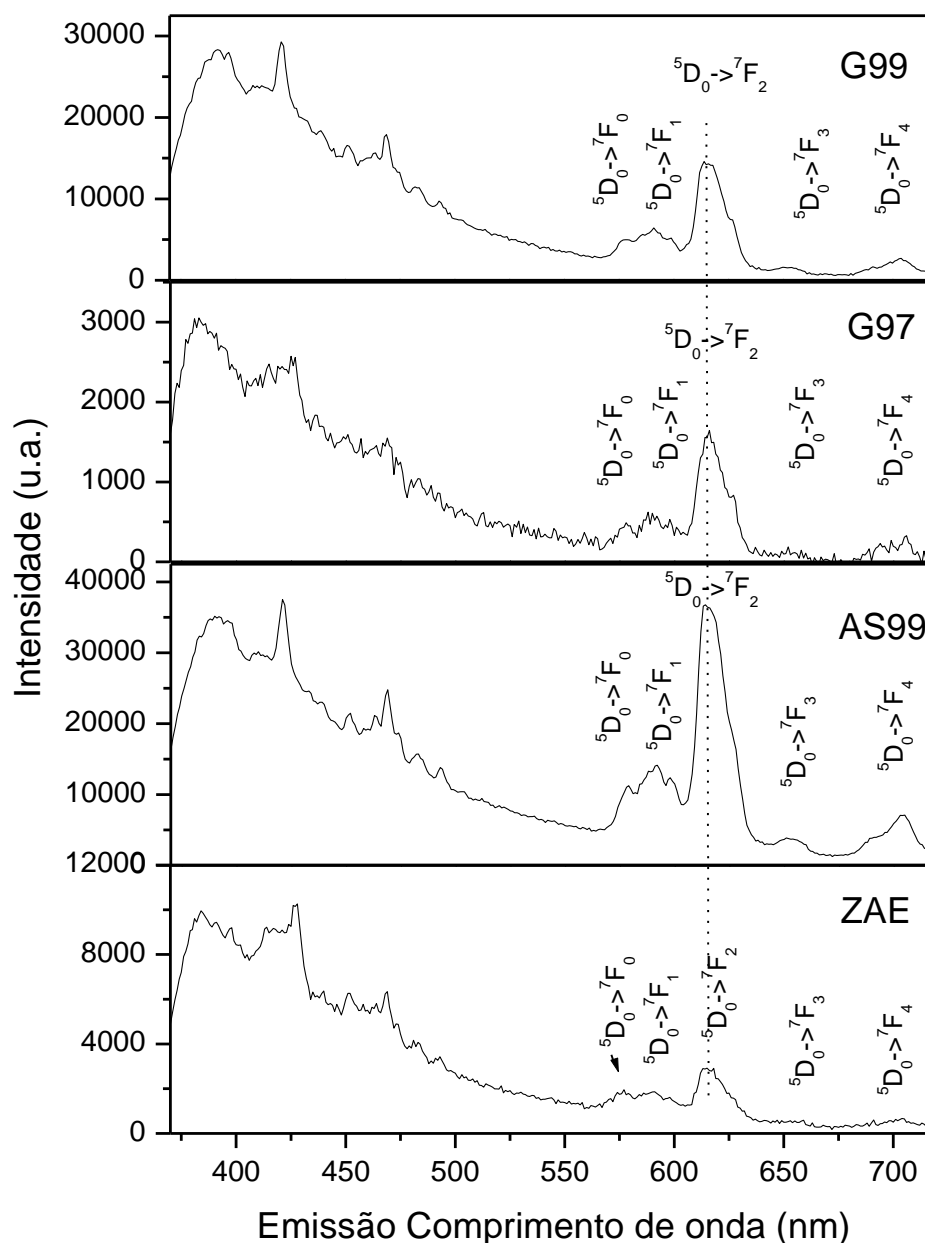 30000
20000
10000
0
⁵D₀->⁷F₀
⁵D₀->⁷F₁
⁵D₀->⁷F₂
⁵D₀->⁷F₃
⁵D₀->⁷F₄
G99
3000
2000
1000
0
⁵D₀->⁷F₀
⁵D₀->⁷F₁
⁵D₀->⁷F₂
⁵D₀->⁷F₃
⁵D₀->⁷F₄
G97
Intensidade (u.a.)
40000
30000
20000
10000
0
⁵D₀->⁷F₀
⁵D₀->⁷F₁
⁵D₀->⁷F₂
⁵D₀->⁷F₃
⁵D₀->⁷F₄
AS99
12000
8000
4000
0
⁵D₀->⁷F₀
⁵D₀->⁷F₁
⁵D₀->⁷F₂
⁵D₀->⁷F₃
⁵D₀->⁷F₄
ZAE
400 450 500 550 600 650 700
Emissão Comprimento de onda (nm)